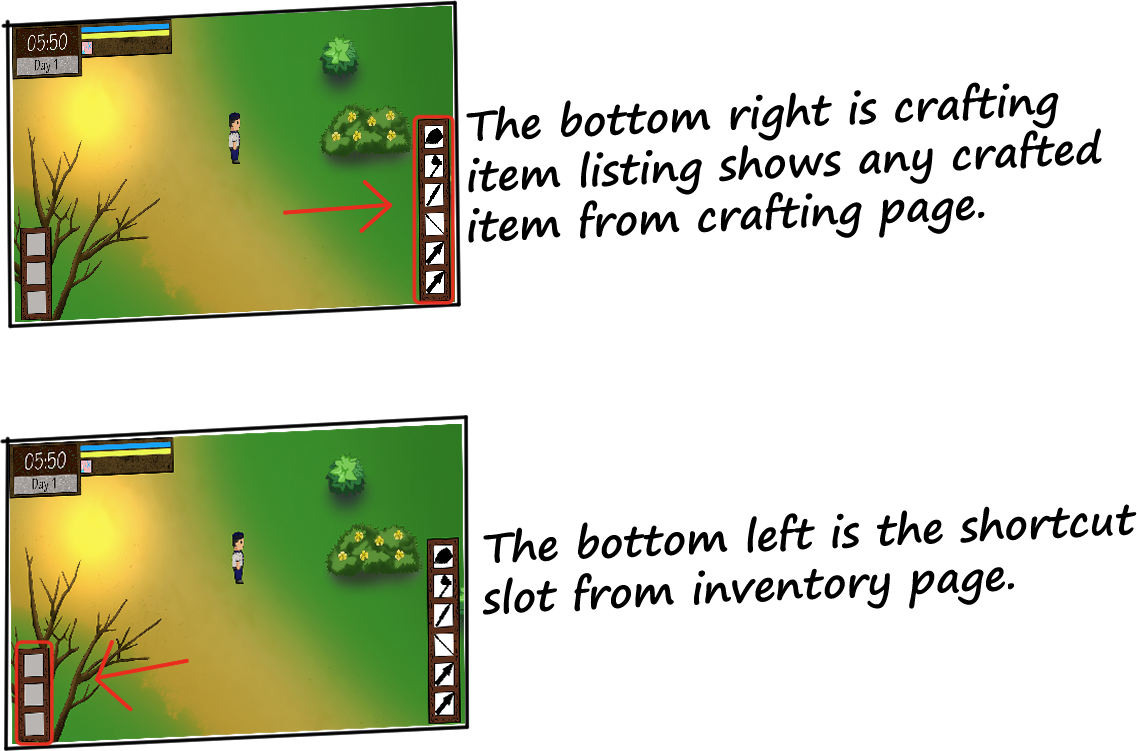 05:50
Day 1
The bottom right is crafting
item listing shows any crafted
item from crafting page.
05:50
Day 1
The bottom left is the shortcut
slot from inventory page.